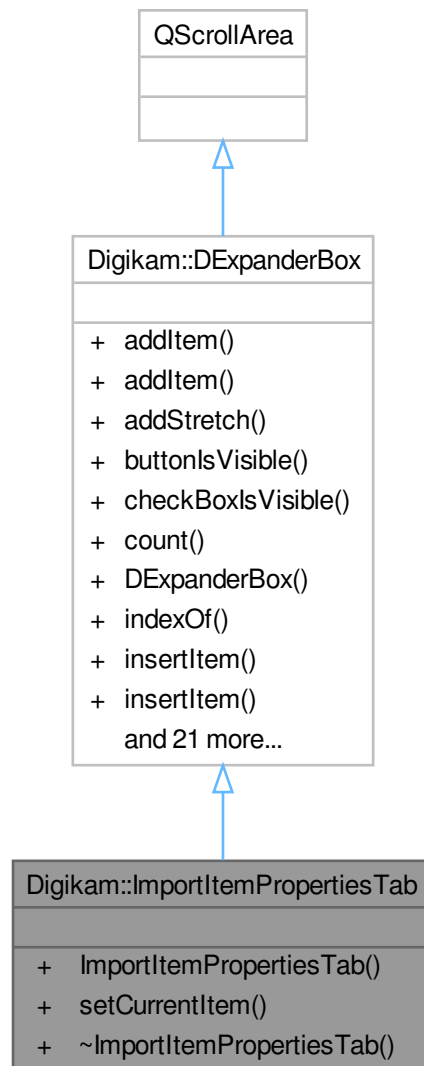 QScrollArea
Digikam::DExpanderBox
+ addItem()
+ addItem()
+ addStretch()
+ buttonIsVisible()
+ checkBoxIsVisible()
+ count()
+ DExpanderBox()
+ indexOf()
+ insertItem()
+ insertItem()
and 21 more...
Digikam::ImportItemPropertiesTab
+ ImportItemPropertiesTab()
+ setCurrentItem()
+ ~ImportItemPropertiesTab()